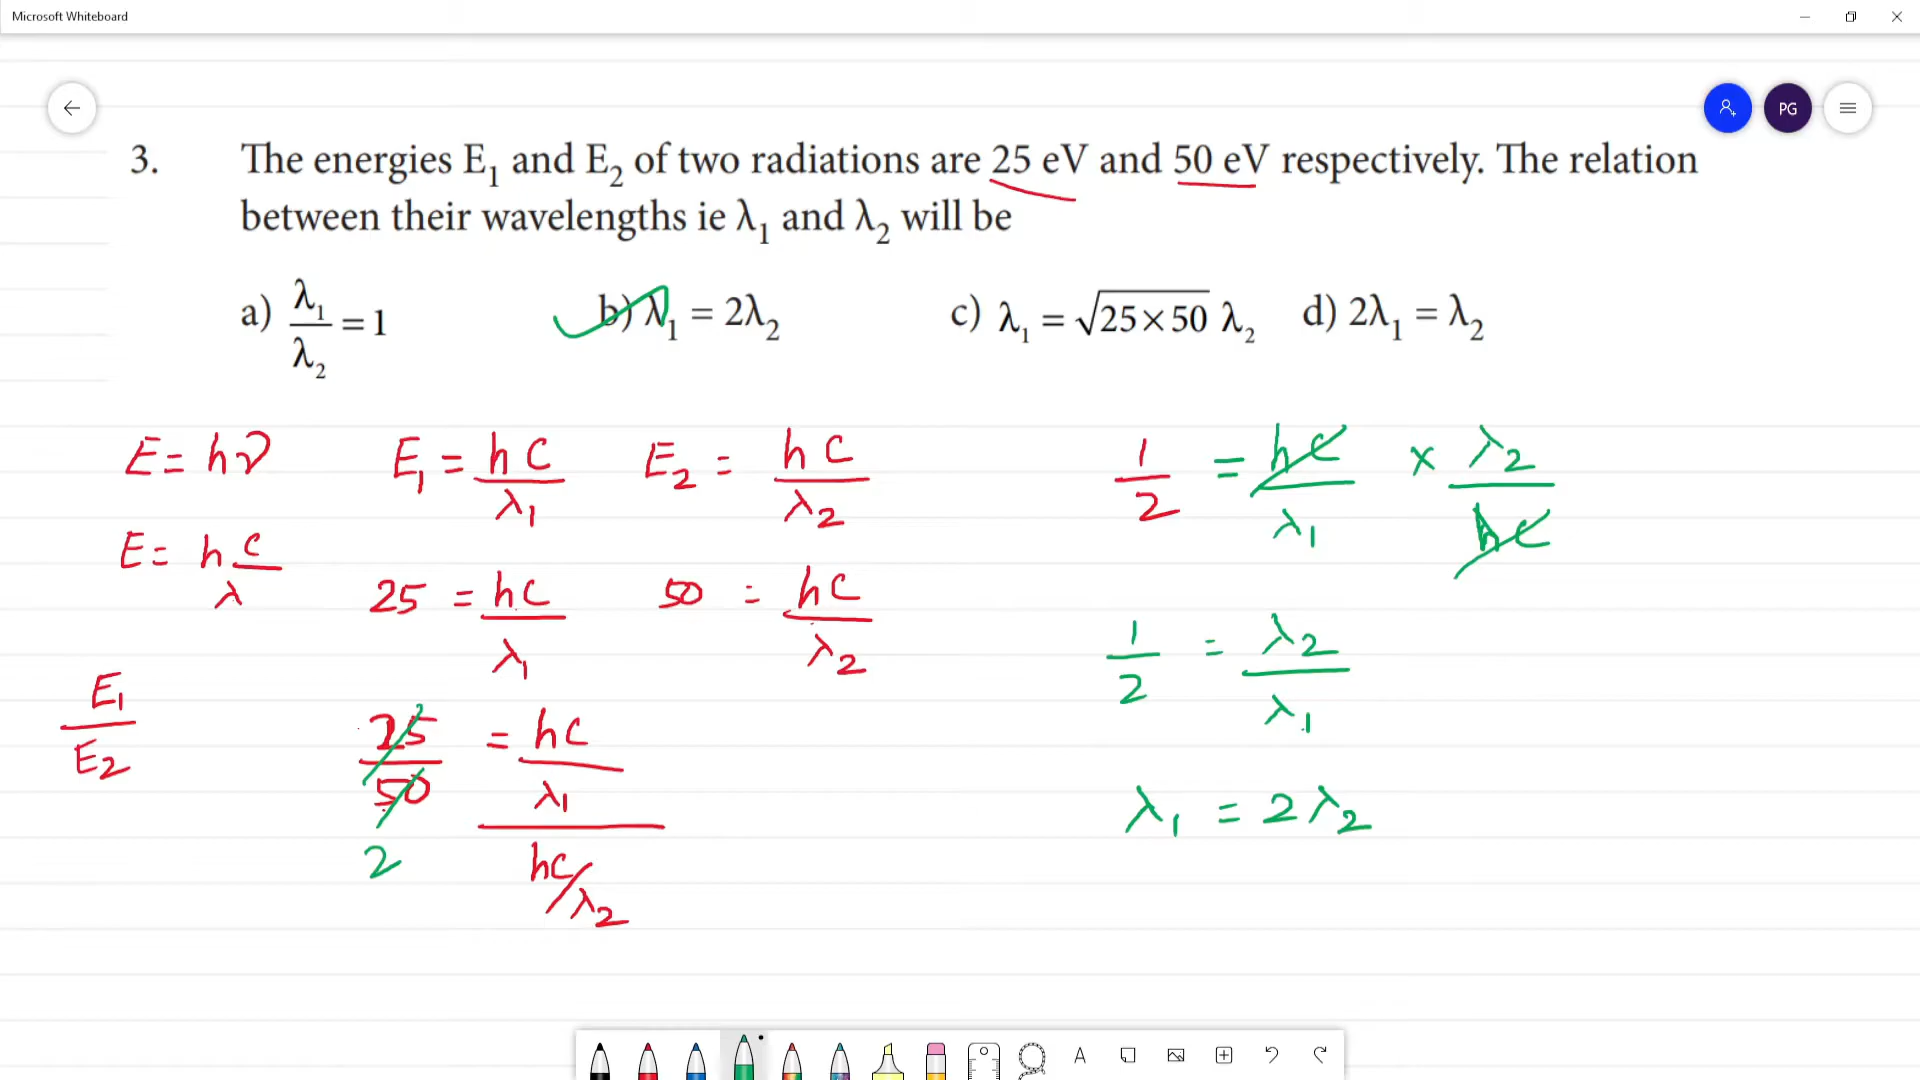 Microsoft Whiteboard
PG
3. The energies E₁ and E₂ of two radiations are 25 eV and 50 eV respectively. The relation
between their wavelengths ie λ₁ and λ₂ will be
a) λ₁/λ₂ = 1 b) λ₁ = 2λ₂ c) λ₁ = √(25×50) λ₂ d) 2λ₁ = λ₂
E = hν E₁ = hC/λ₁ E₂ = hC/λ₂
E = h C/λ
25 = hC/λ₁ 50 = hC/λ₂
E₁/E₂
25/50 = (hC/λ₁)/(hC/λ₂)
2
1/2 = hC/λ₁ × λ₂/hC
1/2 = λ₂/λ₁
λ₁ = 2λ₂
A